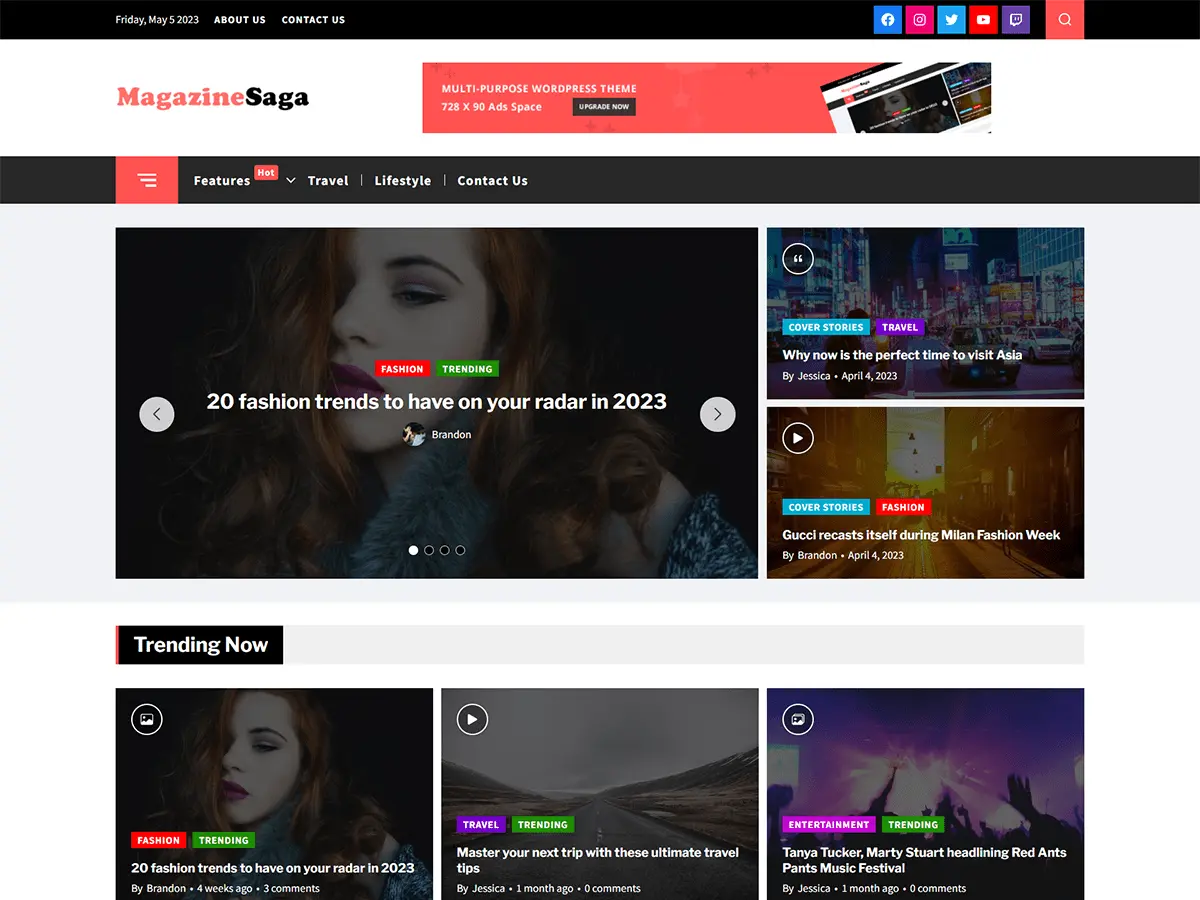 Friday, May 5 2023 ABOUT US CONTACT US
MagazineSaga
MULTI-PURPOSE WORDPRESS THEME
728 X 90 Ads Space UPGRADE NOW
Features Hot Travel Lifestyle Contact Us
FASHION TRENDING
20 fashion trends to have on your radar in 2023
Brandon
COVER STORIES TRAVEL
Why now is the perfect time to visit Asia
By Jessica • April 4, 2023
COVER STORIES FASHION
Gucci recasts itself during Milan Fashion Week
By Brandon • April 4, 2023
Trending Now
FASHION TRENDING
20 fashion trends to have on your radar in 2023
By Brandon • 4 weeks ago • 3 comments
TRAVEL TRENDING
Master your next trip with these ultimate travel
tips
By Jessica • 1 month ago • 0 comments
ENTERTAINMENT TRENDING
Tanya Tucker, Marty Stuart headlining Red Ants
Pants Music Festival
By Jessica • 1 month ago • 0 comments